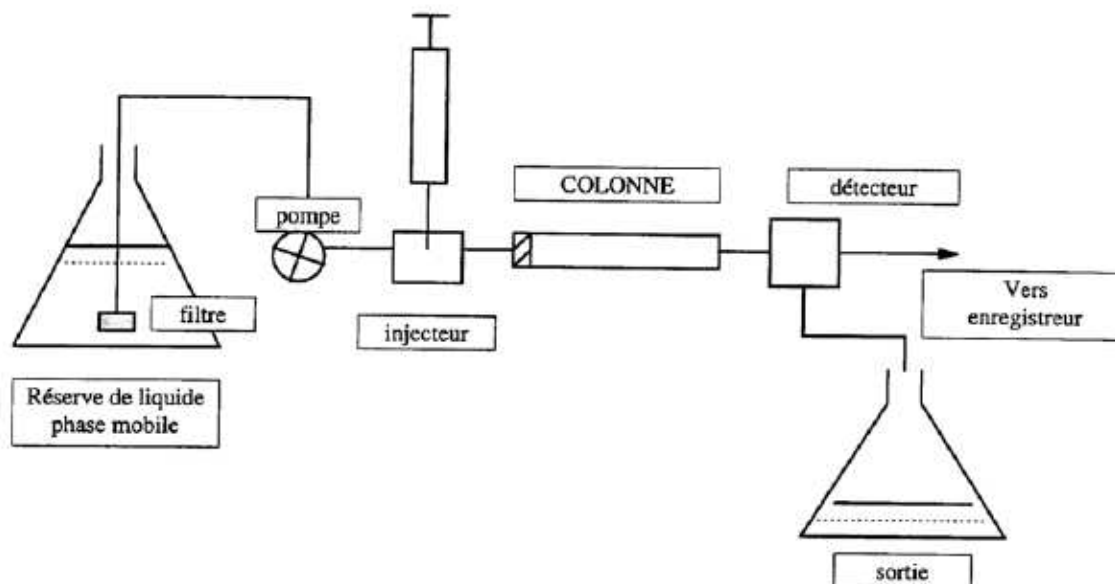 COLONNE
détecteur
pompe
filtre
injecteur
Vers
enregistreur
Réserve de liquide
phase mobile
sortie